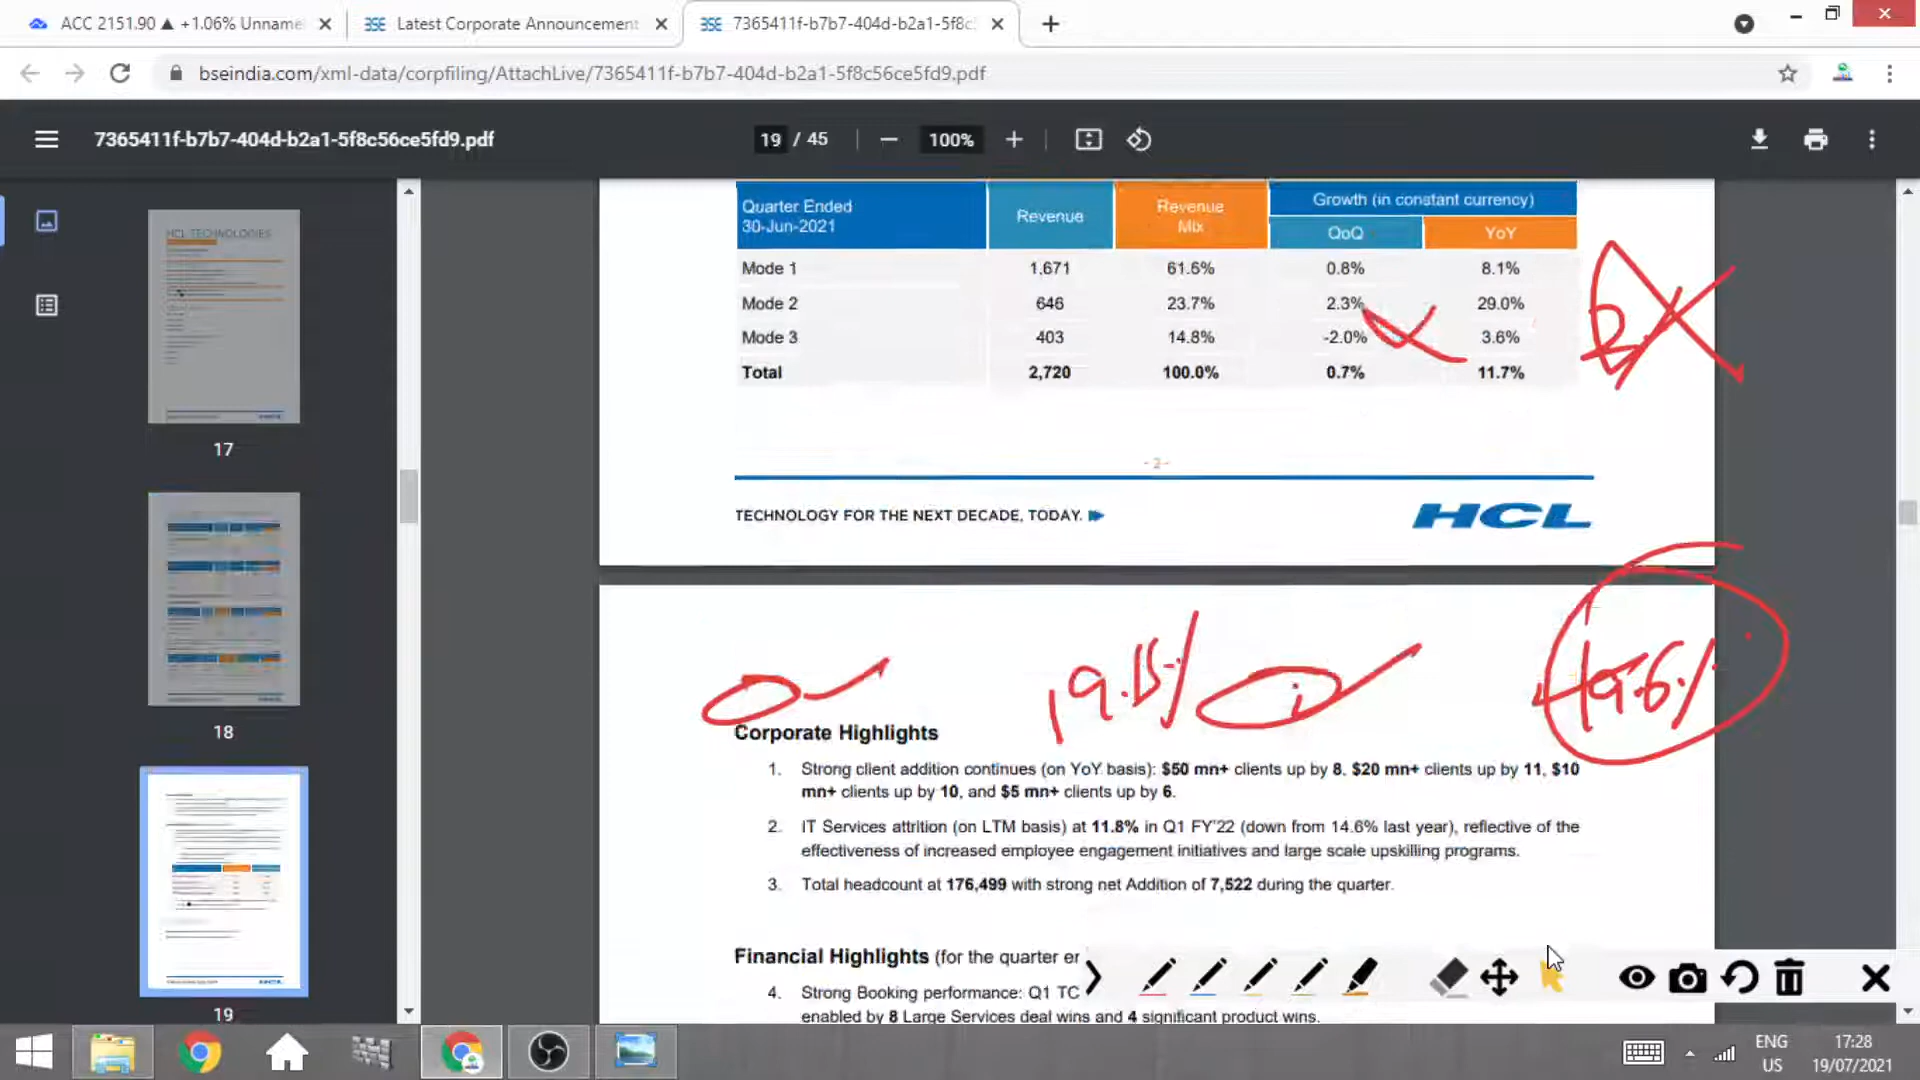 ACC 2151.90 ▲ +1.06% Unname
Latest Corporate Announcement
7365411f-b7b7-404d-b2a1-5f8c
bseindia.com/xml-data/corpfiling/AttachLive/7365411f-b7b7-404d-b2a1-5f8c56ce5fd9.pdf
7365411f-b7b7-404d-b2a1-5f8c56ce5fd9.pdf
19 / 45
100%
HCL TECHNOLOGIES
17
18
19
Quarter Ended 30-Jun-2021 Revenue Revenue Mix Growth (in constant currency)
QoQ YoY
Mode 1 1,671 61.6% 0.8% 8.1%
Mode 2 646 23.7% 2.3% 29.0%
Mode 3 403 14.8% -2.0% 3.6%
Total 2,720 100.0% 0.7% 11.7%
- 2 -
TECHNOLOGY FOR THE NEXT DECADE, TODAY.
HCL
19.6%
Corporate Highlights
1. Strong client addition continues (on YoY basis): $50 mn+ clients up by 8, $20 mn+ clients up by 11, $10
mn+ clients up by 10, and $5 mn+ clients up by 6.
2. IT Services attrition (on LTM basis) at 11.8% in Q1 FY'22 (down from 14.6% last year), reflective of the
effectiveness of increased employee engagement initiatives and large scale upskilling programs.
3. Total headcount at 176,499 with strong net Addition of 7,522 during the quarter.
Financial Highlights (for the quarter er
4. Strong Booking performance: Q1 TC
enabled by 8 Large Services deal wins and 4 significant product wins.
ENG
US
17:28
19/07/2021